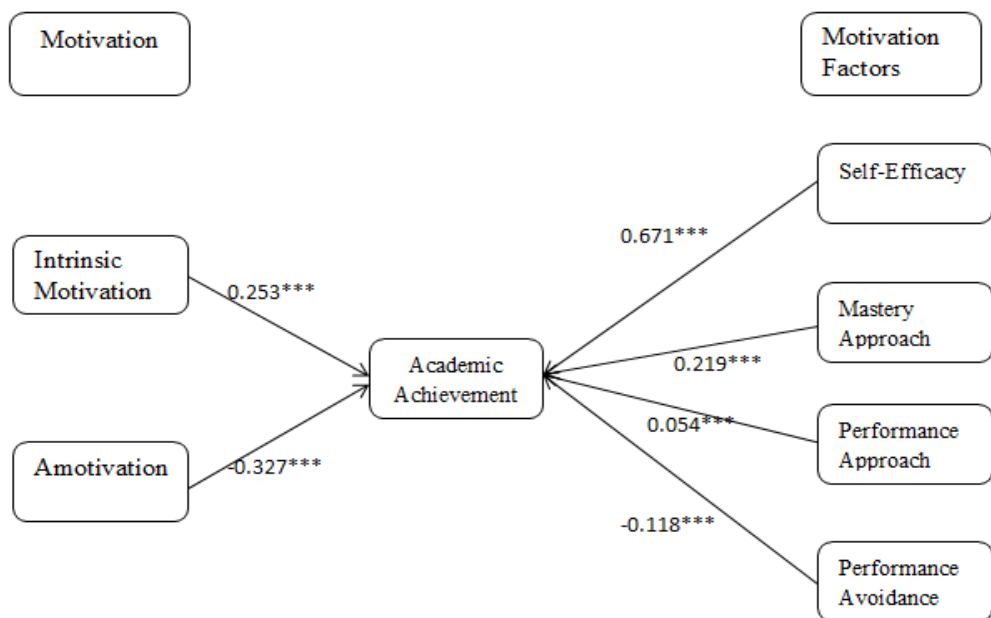 Motivation
Motivation
Factors
Self-Efficacy
0.671***
Intrinsic
Motivation
0.253***
Mastery
Approach
0.219***
Academic
Achievement
0.054***
Performance
Approach
Amotivation
-0.327***
-0.118***
Performance
Avoidance